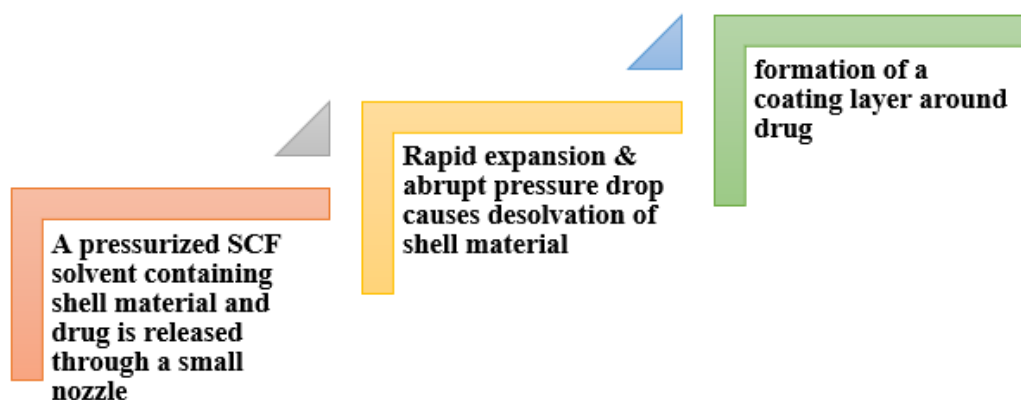 A pressurized SCF
solvent containing
shell material and
drug is released
through a small
nozzle
Rapid expansion &
abrupt pressure drop
causes desolvation of
shell material
formation of a
coating layer around
drug